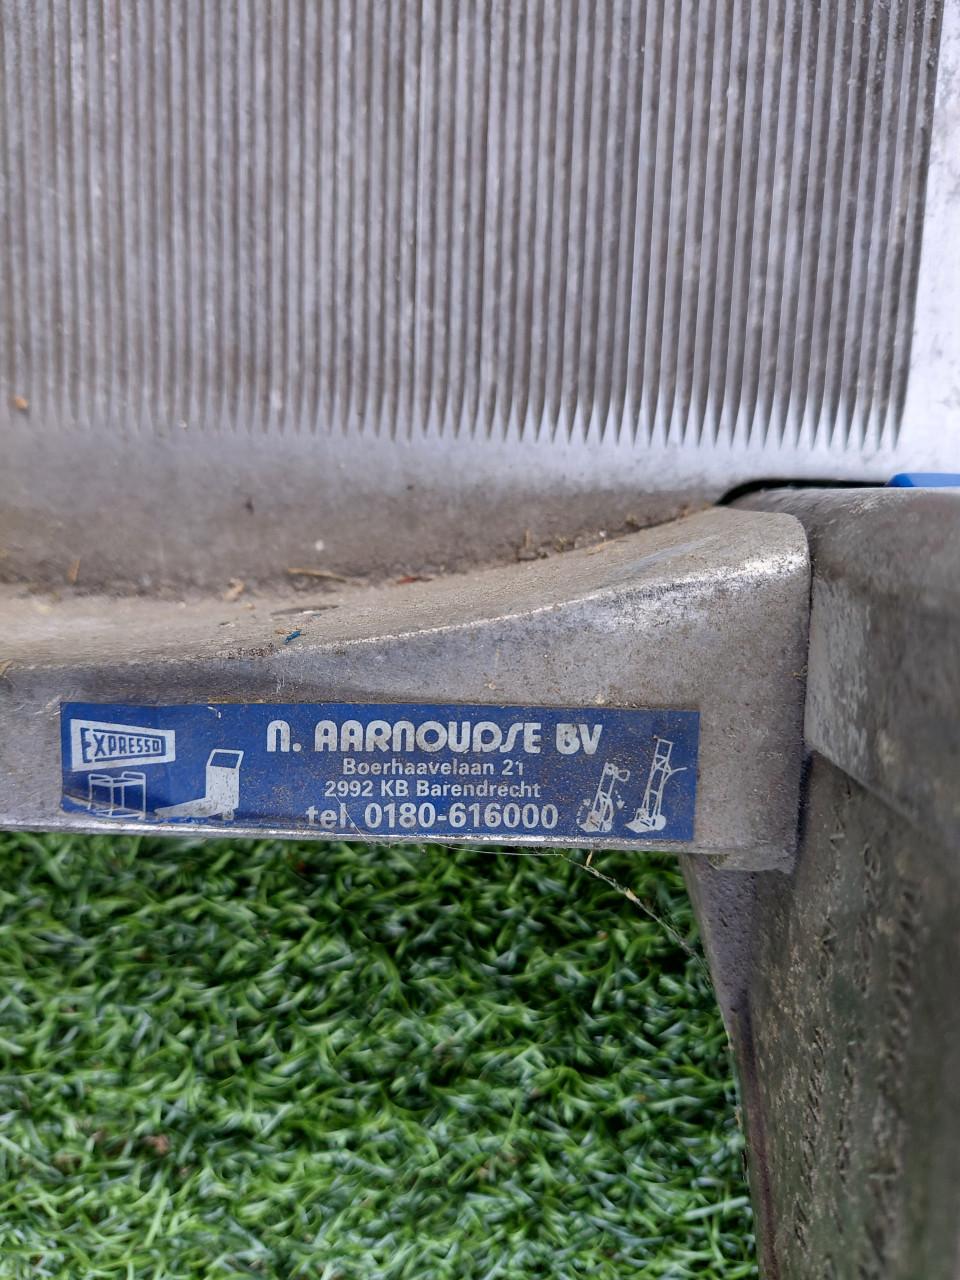 EXPRESSO
N. AARNOUDSE BV
Boerhaavelaan 21
2992 KB Barendrecht
tel. 0180-616000